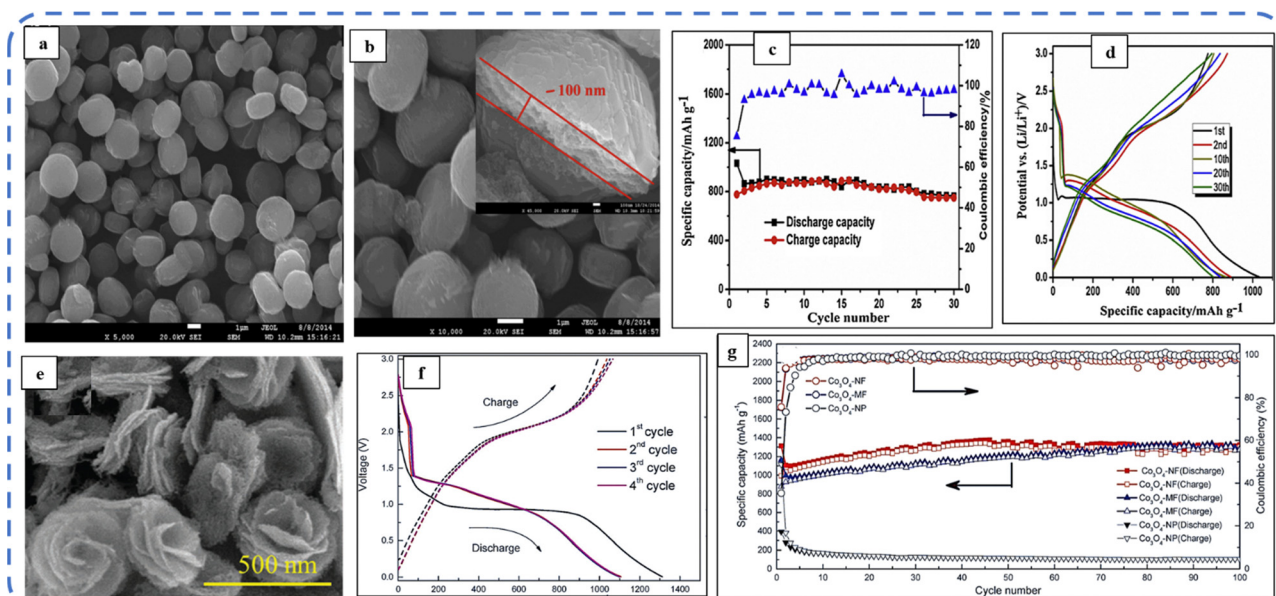 a
X 5,000 20.0kV SEI 1µm JEOL 8/8/2014
SEM WD 10.2mm 15:16:21
b
~ 100 nm
X 10,000 20.0kV SEI 1µm JEOL 8/8/2014
SEM WD 10.2mm 15:16:57
c
2000
1600
1200
800
400
0
Specific capacity/mAh g-1
120
100
80
60
40
20
0
Coulombic efficiency/%
Discharge capacity
Charge capacity
0 5 10 15 20 25 30
Cycle number
d
3.0
2.5
2.0
1.5
1.0
0.5
0.0
Potential vs. (Li/Li+)/V
1st
2nd
10th
20th
30th
0 200 400 600 800 1000
Specific capacity/mAh g-1
e
500 nm
f
3.0
2.0
1.0
0.0
Voltage (V)
Charge
1st cycle
2nd cycle
3rd cycle
4th cycle
Discharge
0 200 400 600 800 1000 1200 1400
g
2400
2200
2000
1800
1600
1400
1200
1000
800
600
400
200
0
Specific capacity (mAh g-1)
Co3O4-NF
Co3O4-MF
Co3O4-NP
Co3O4-NF(Discharge)
Co3O4-NF(Charge)
Co3O4-MF(Discharge)
Co3O4-MF(Charge)
Co3O4-NP(Discharge)
Co3O4-NP(Charge)
100
80
60
40
20
0
Coulombic efficiency (%)
0 10 20 30 40 50 60 70 80 90 100
Cycle number